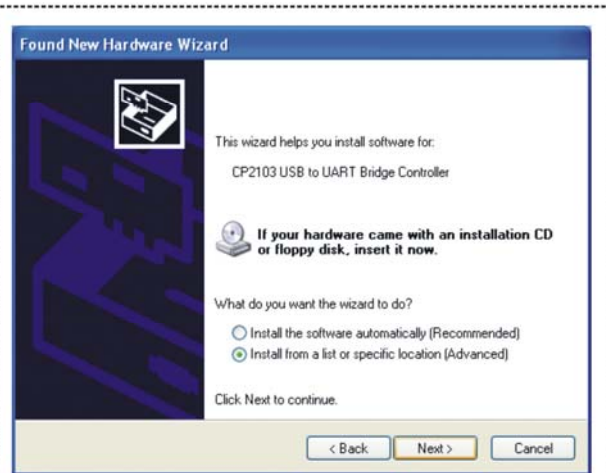 Found New Hardware Wizard
This wizard helps you install software for:
CP2103 USB to UART Bridge Controller
If your hardware came with an installation CD
or floppy disk, insert it now.
What do you want the wizard to do?
Install the software automatically (Recommended)
Install from a list or specific location (Advanced)
Click Next to continue.
< Back
Next >
Cancel